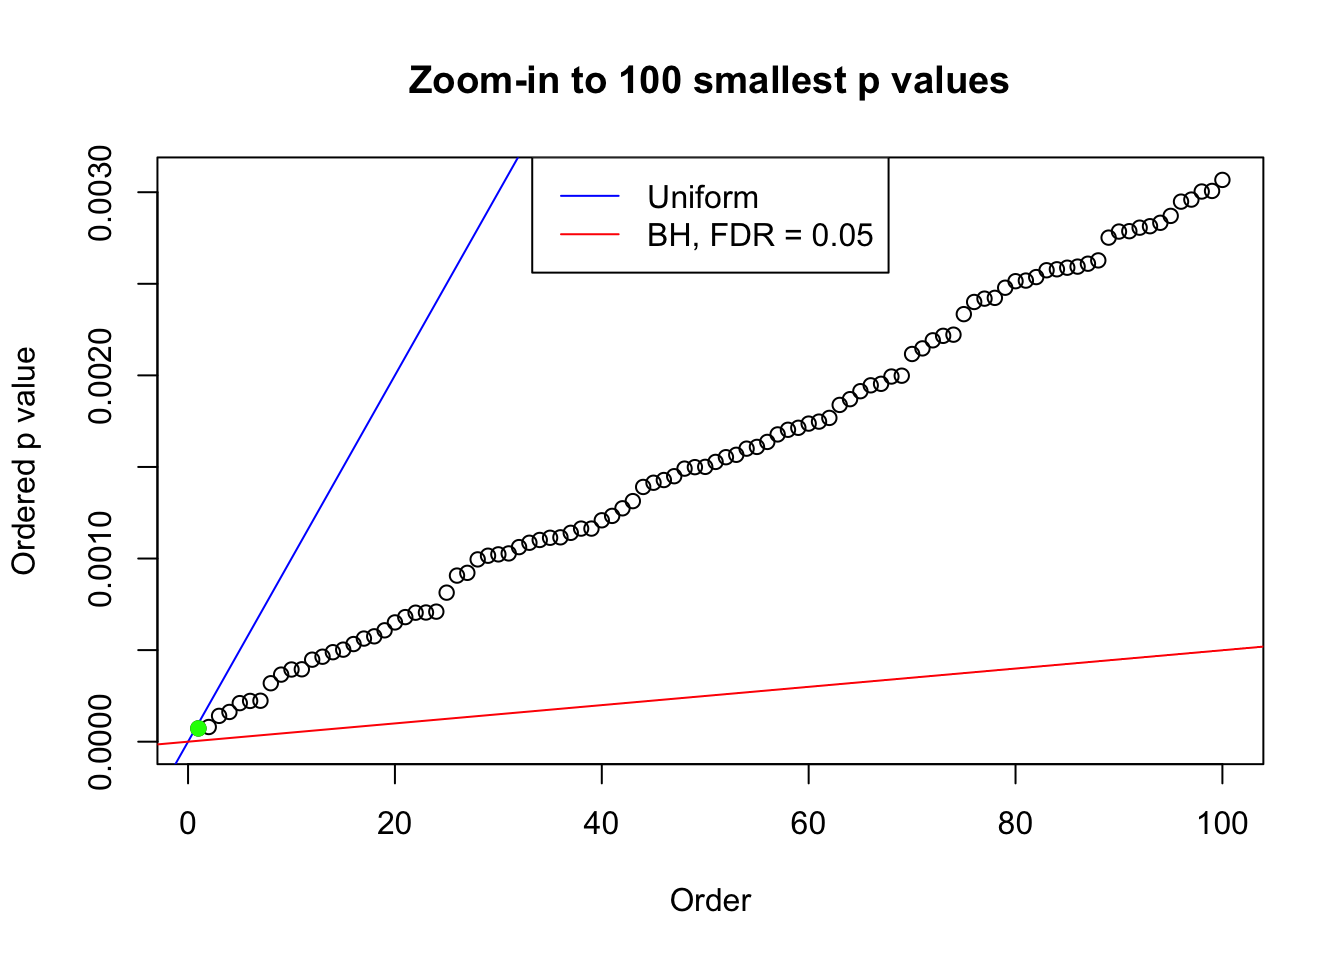 Zoom-in to 100 smallest p values
Uniform
BH, FDR = 0.05
Ordered p value
0.0030
0.0020
0.0010
0.0000
0 20 40 60 80 100
Order